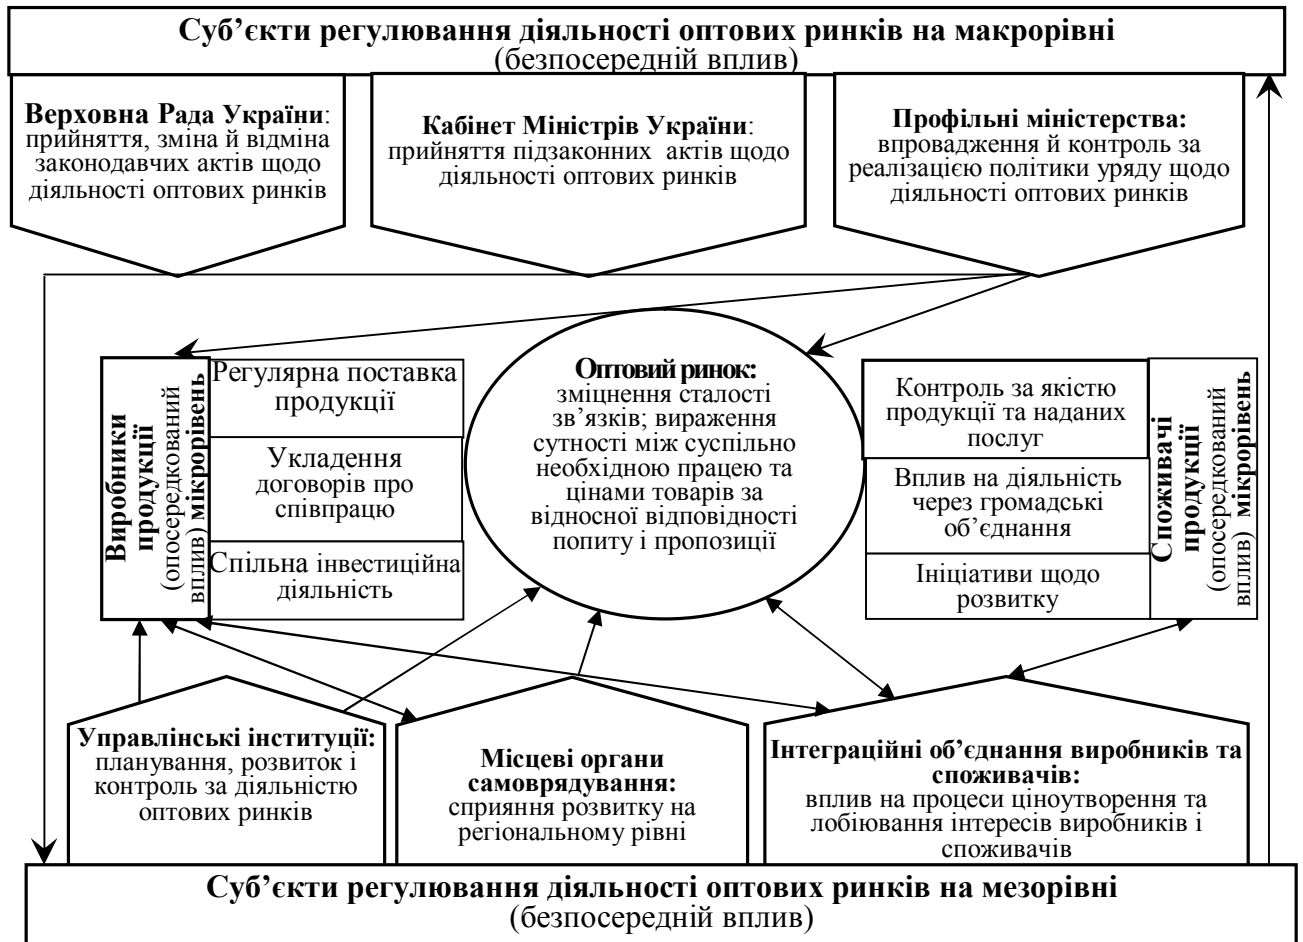 Суб’єкти регулювання діяльності оптових ринків на макрорівні
(безпосередній вплив)
Верховна Рада України:
прийняття, зміна й відміна
законодавчих актів щодо
діяльності оптових ринків
Кабінет Міністрів України:
прийняття підзаконних актів щодо
діяльності оптових ринків
Профільні міністерства:
впровадження й контроль за
реалізацією політики уряду щодо
діяльності оптових ринків
Виробники
продукції
(опосередкований
вплив) мікрорівень
Регулярна поставка
продукції
Укладення
договорів про
співпрацю
Спільна інвестиційна
діяльність
Оптовий ринок:
зміцнення сталості
зв’язків; вираження
сутності між суспільно
необхідною працею та
цінами товарів за
відносної відповідності
попиту і пропозиції
Контроль за якістю
продукції та наданих
послуг
Вплив на діяльність
через громадські
об’єднання
Ініціативи щодо
розвитку
Споживачі
продукції
(опосередкований
вплив) мікрорівень
Управлінські інституції:
планування, розвиток і
контроль за діяльністю
оптових ринків
Місцеві органи
самоврядування:
сприяння розвитку на
регіональному рівні
Інтеграційні об’єднання виробників та
споживачів:
вплив на процеси ціноутворення та
лобіювання інтересів виробників і
споживачів
Суб’єкти регулювання діяльності оптових ринків на мезорівні
(безпосередній вплив)